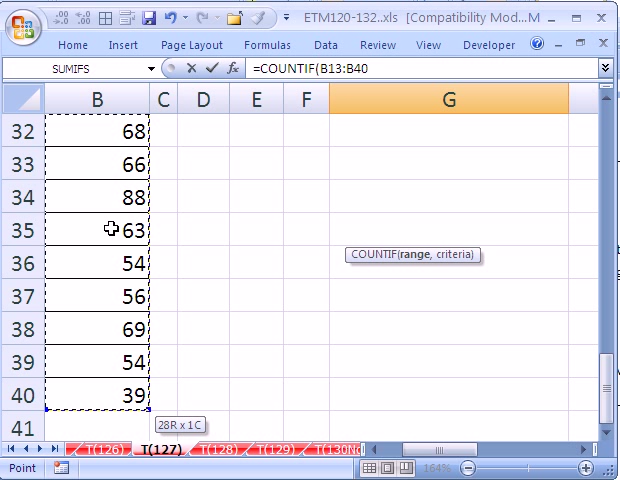 ETM120-132..xls [Compatibility Mod...M
Home Insert Page Layout Formulas Data Review View Developer
SUMIFS =COUNTIF(B13:B40
B C D E F G
32 68
33 66
34 88
35 63
36 54
COUNTIF(range, criteria)
37 56
38 69
39 54
40 39
41
28R x 1C
T(126) T(127) T(128) T(129) T(130No
Point 164%